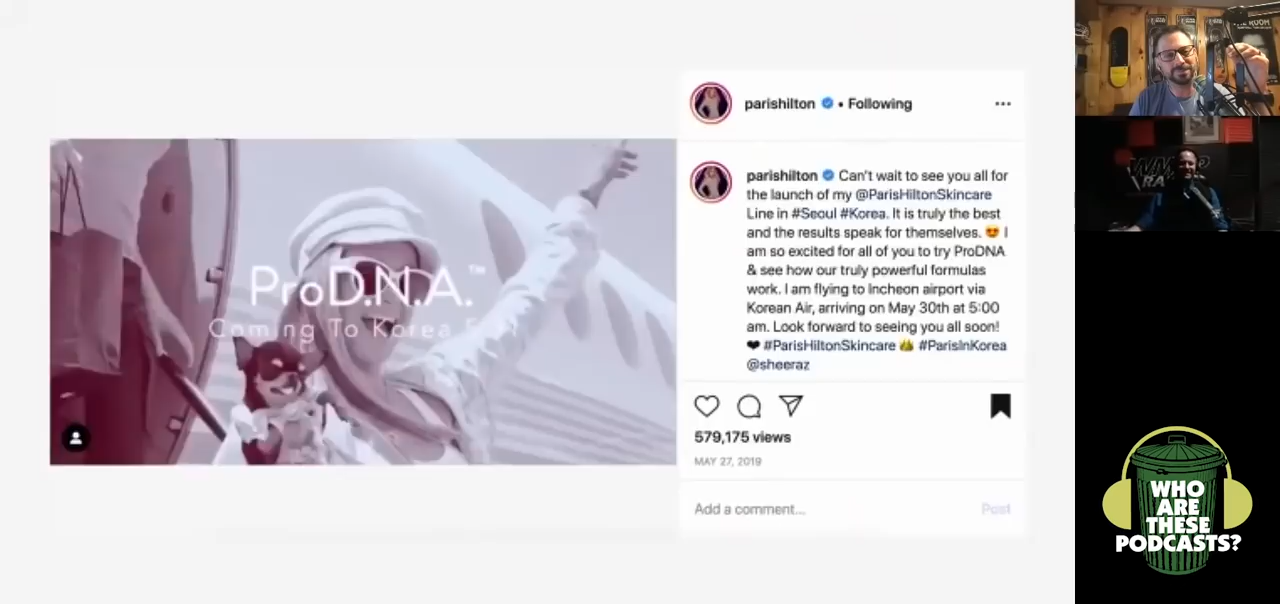 parishilton • Following
parishilton Can't wait to see you all for
the launch of my @ParisHiltonSkincare
Line in #Seoul #Korea. It is truly the best
and the results speak for themselves. 😍 I
am so excited for all of you to try ProDNA
& see how our truly powerful formulas
work. I am flying to Incheon airport via
Korean Air, arriving on May 30th at 5:00
am. Look forward to seeing you all soon!
❤ #ParisHiltonSkincare 👑 #ParisInKorea
@sheeraz
579,175 views
MAY 27, 2019
Add a comment...
Post
ProD.N.A.™
Coming To Korea
WHO
ARE
THESE
PODCASTS?